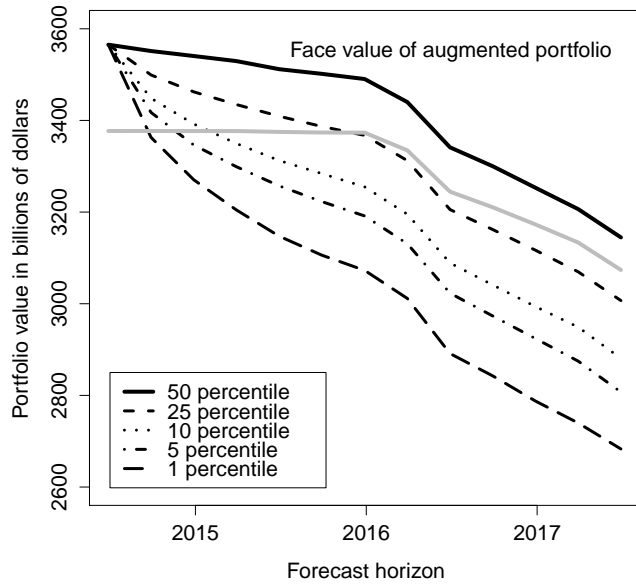 Face value of augmented portfolio
Portfolio value in billions of dollars
3600
3400
3200
3000
2800
2600
50 percentile
25 percentile
10 percentile
5 percentile
1 percentile
2015 2016 2017
Forecast horizon